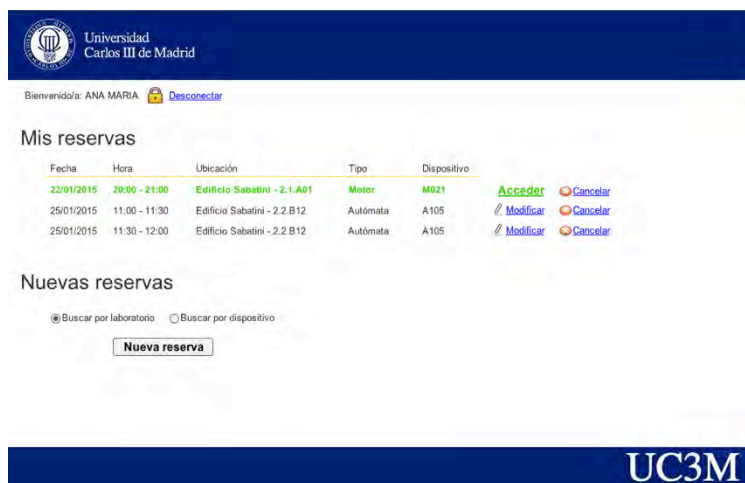 Universidad
Carlos III de Madrid
Bienvenido/a: ANA MARIA Desconectar
Mis reservas
Fecha Hora Ubicación Tipo Dispositivo
22/01/2015 20:00 - 21:00 Edificio Sabatini - 2.1.A01 Motor M021 Acceder Cancelar
25/01/2015 11:00 - 11:30 Edificio Sabatini - 2.2.B12 Autómata A105 Modificar Cancelar
25/01/2015 11:30 - 12:00 Edificio Sabatini - 2.2.B12 Autómata A105 Modificar Cancelar
Nuevas reservas
Buscar por laboratorio Buscar por dispositivo
Nueva reserva
UC3M